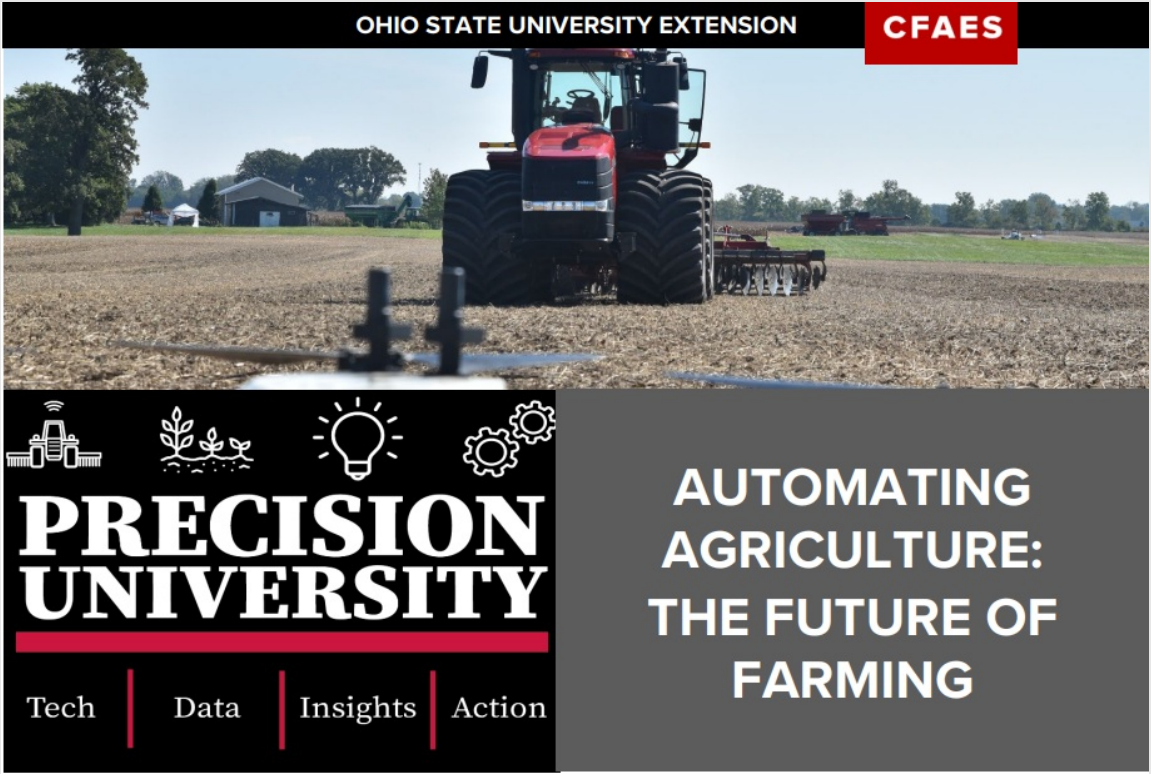 OHIO STATE UNIVERSITY EXTENSION
CFAES
PRECISION
UNIVERSITY
Tech
Data
Insights
Action
AUTOMATING
AGRICULTURE:
THE FUTURE OF
FARMING